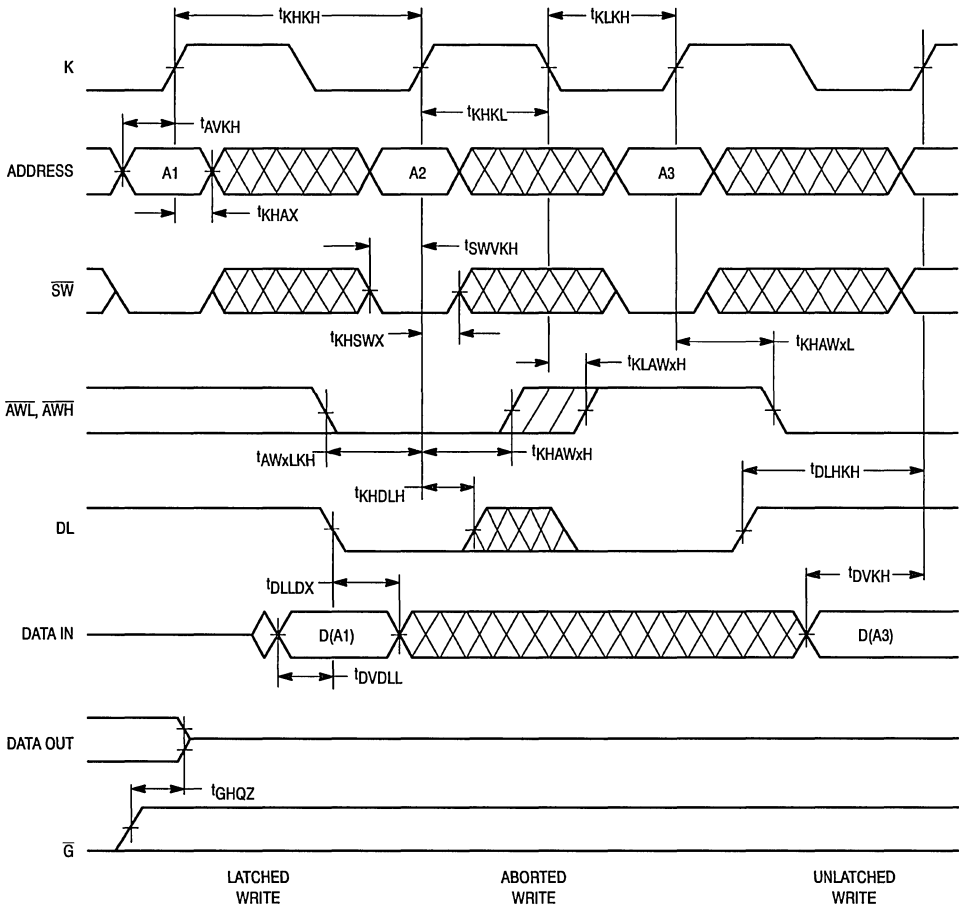 tKHKH
tKLKH
K
tKHKL
tAVKH
ADDRESS
A1
A2
A3
tKHAX
tSWVKH
SW
tKHSWX
tKHAWxL
tKLAWxH
AWL, AWH
tAWxLKH
tKHAWxH
tKHDLH
tDLHKH
DL
tDLLDX
tDVKH
DATA IN
D(A1)
D(A3)
tDVDLL
DATA OUT
tGHQZ
G
LATCHED
WRITE
ABORTED
WRITE
UNLATCHED
WRITE